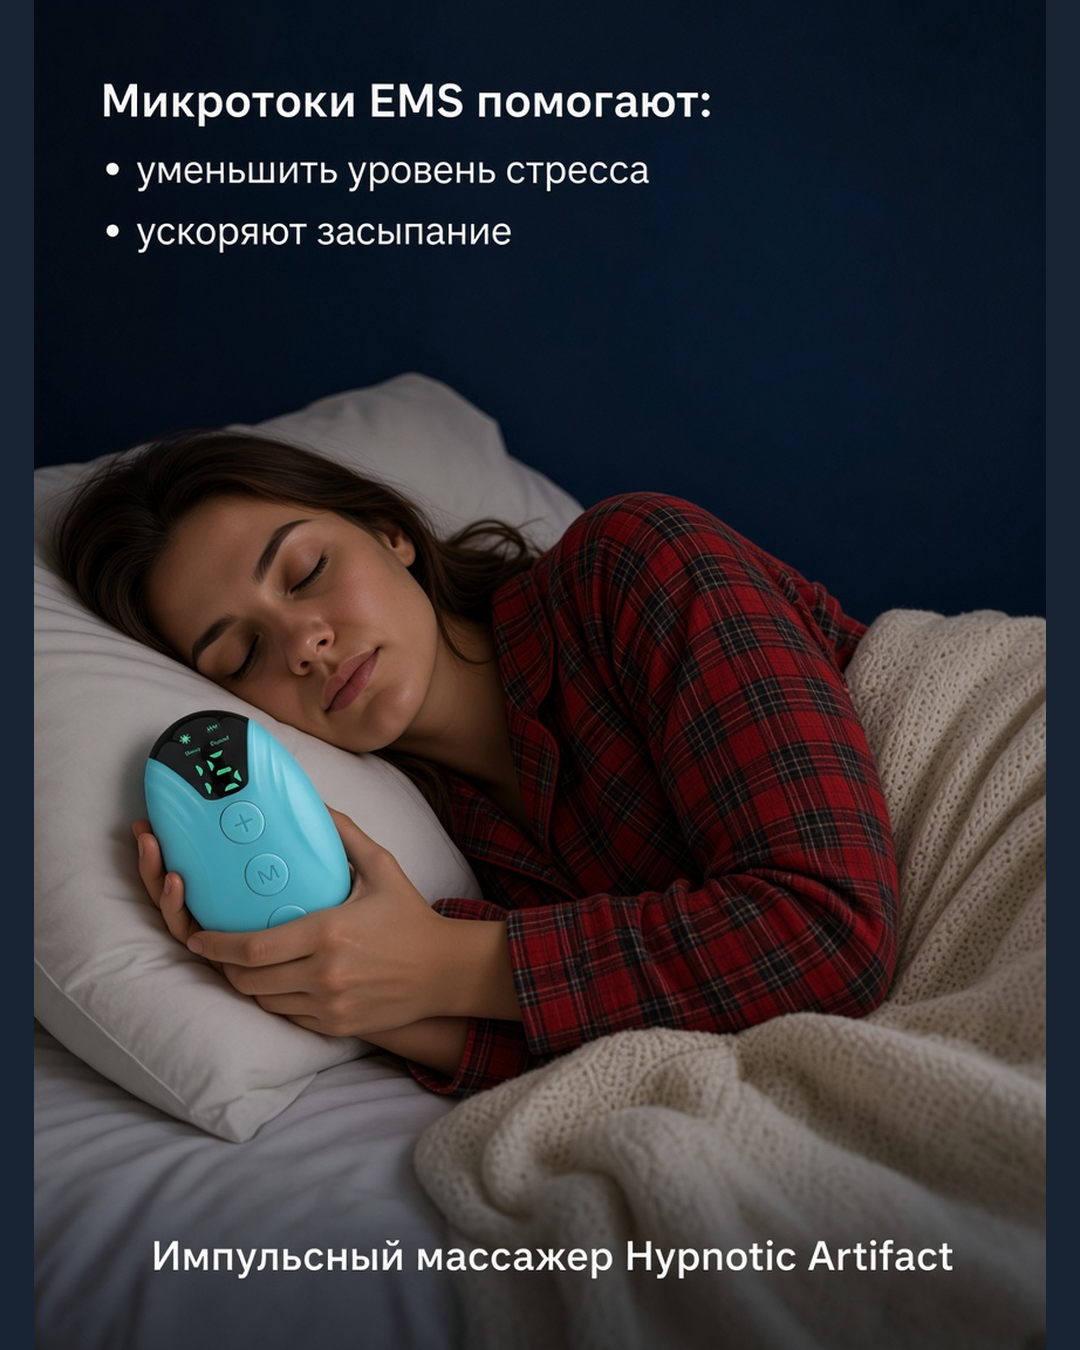 Микротоки EMS помогают:
• уменьшить уровень стресса
• ускоряют засыпание
+
M
Импульсный массажер Hypnotic Artifact